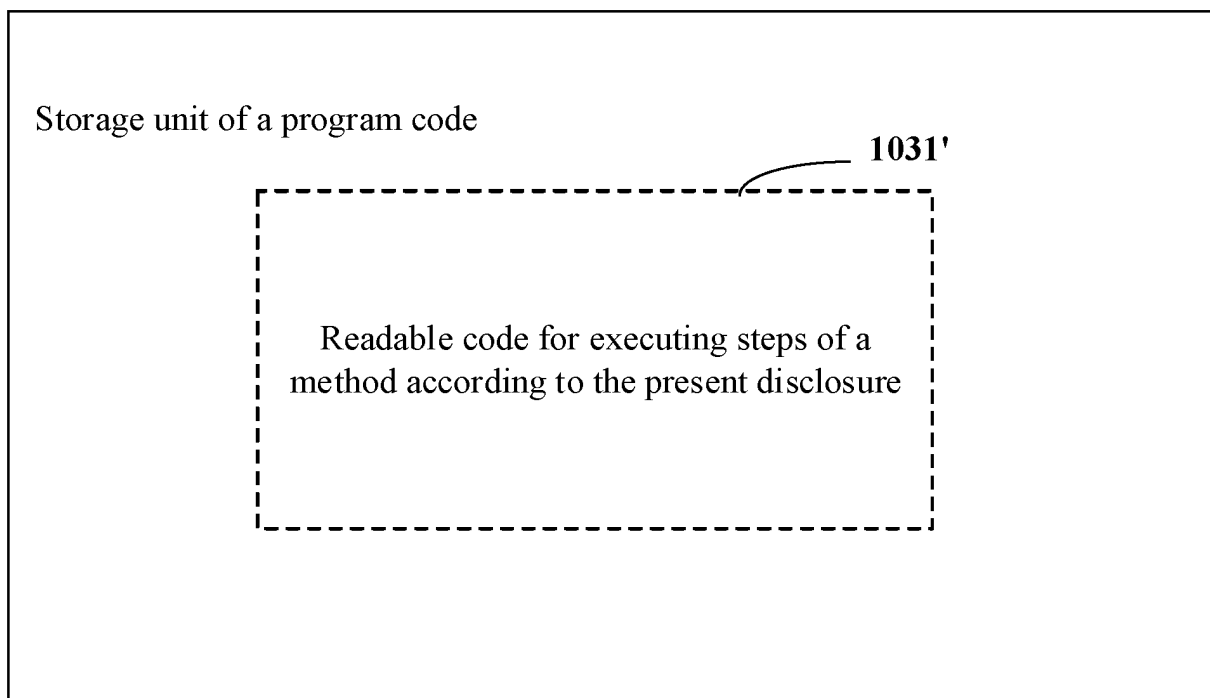 Storage unit of a program code
1031'
Readable code for executing steps of a
method according to the present disclosure